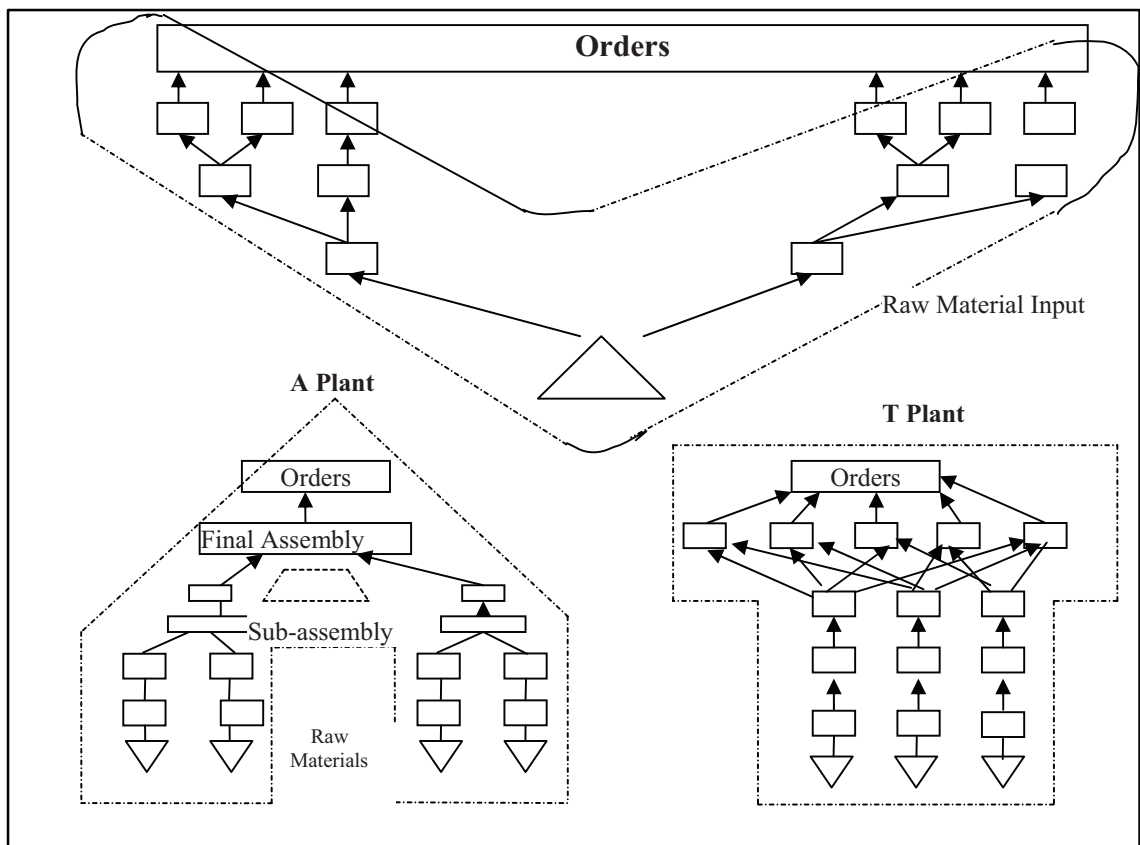 Orders
Raw Material Input
A Plant
T Plant
Orders
Final Assembly
Sub-assembly
Raw
Materials
Orders